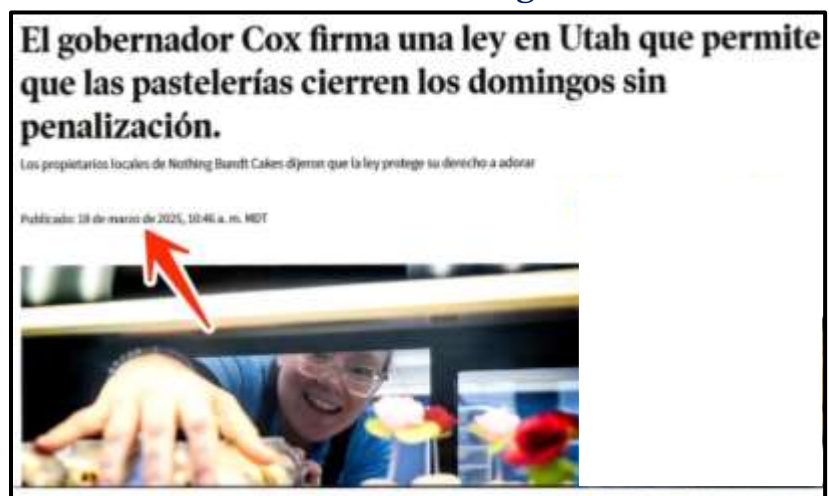 El gobernador Cox firma una ley en Utah que permite
que las pastelerías cierren los domingos sin
penalización.
Los propietarios locales de Nothing Bundt Cakes dijeron que la ley protege su derecho a adorar
Publicado: 18 de marzo de 2025, 10:46 a. m. MDT